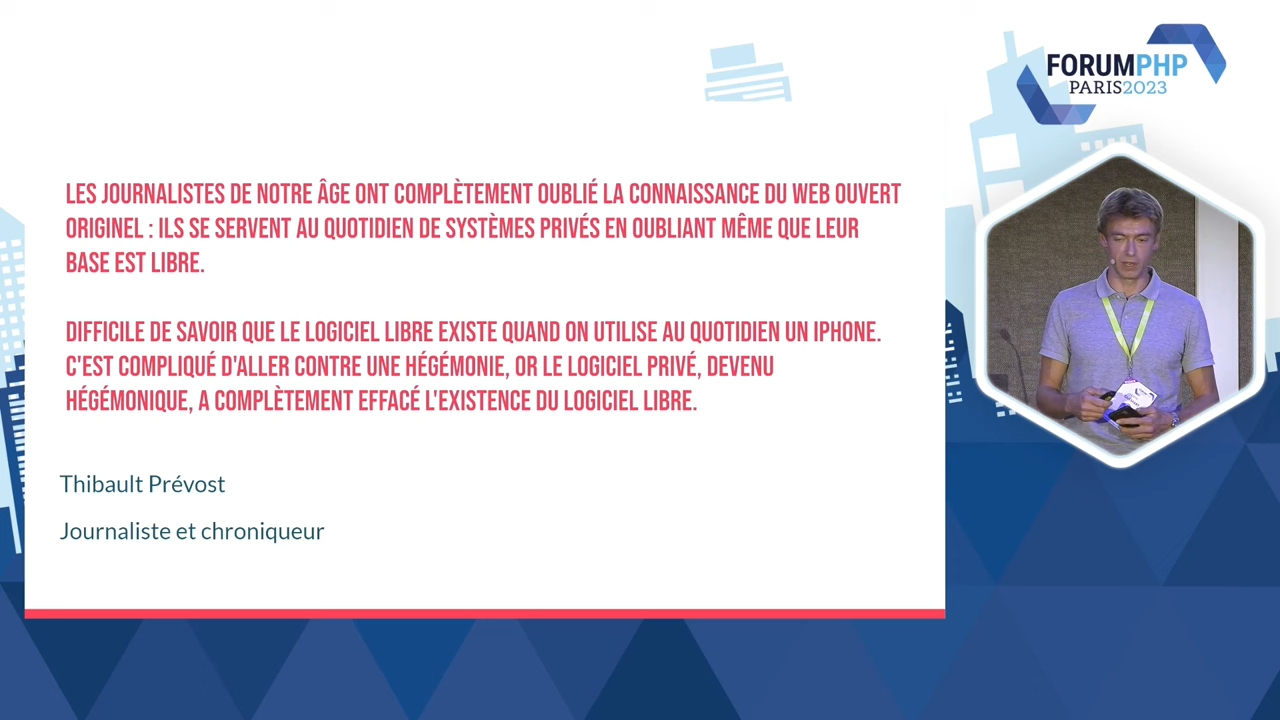 FORUMPHP
PARIS2023
LES JOURNALISTES DE NOTRE ÂGE ONT COMPLÈTEMENT OUBLIÉ LA CONNAISSANCE DU WEB OUVERT
ORIGINEL : ILS SE SERVENT AU QUOTIDIEN DE SYSTÈMES PRIVÉS EN OUBLIANT MÊME QUE LEUR
BASE EST LIBRE.
DIFFICILE DE SAVOIR QUE LE LOGICIEL LIBRE EXISTE QUAND ON UTILISE AU QUOTIDIEN UN IPHONE.
C'EST COMPLIQUÉ D'ALLER CONTRE UNE HÉGÉMONIE, OR LE LOGICIEL PRIVÉ, DEVENU
HÉGÉMONIQUE, A COMPLÈTEMENT EFFACÉ L'EXISTENCE DU LOGICIEL LIBRE.
Thibault Prévost
Journaliste et chroniqueur